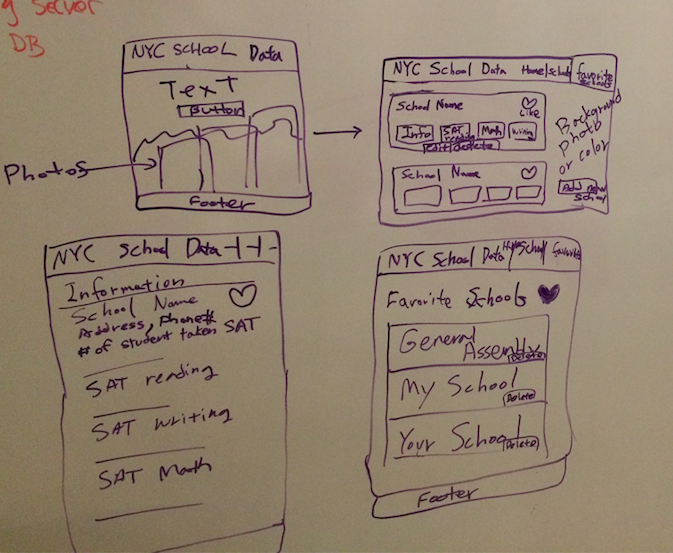 g Server
DB
NYC SCHOOL Data
TexT
Button
Photos
Footer
NYC School Data Home School favorite schools
School Name
Like
Info SAT reading Math Writing
edit/delete
School Name
Background
Photo
or color
Add new
School
NYC School Data
Information
School Name
Address, Phone#
# of student taken SAT
SAT reading
SAT writing
SAT Math
NYC School Data Home School favorite
Favorite Schools
General
Assembly
Delete
My School
Delete
Your School
Delete
Footer